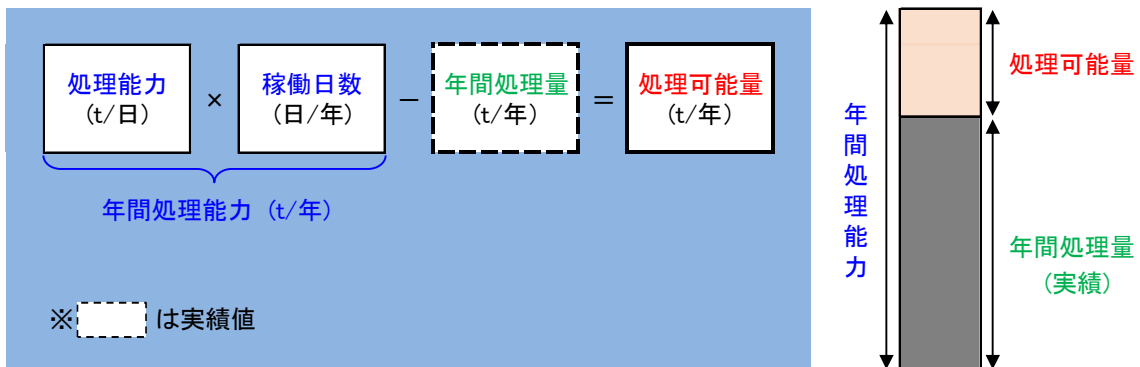 処理能力
(t/日)
×
稼働日数
(日/年)
－
年間処理量
(t/年)
＝
処理可能量
(t/年)
年間処理能力 (t/年)
※ は実績値
年間処理能力
処理可能量
年間処理量
(実績)